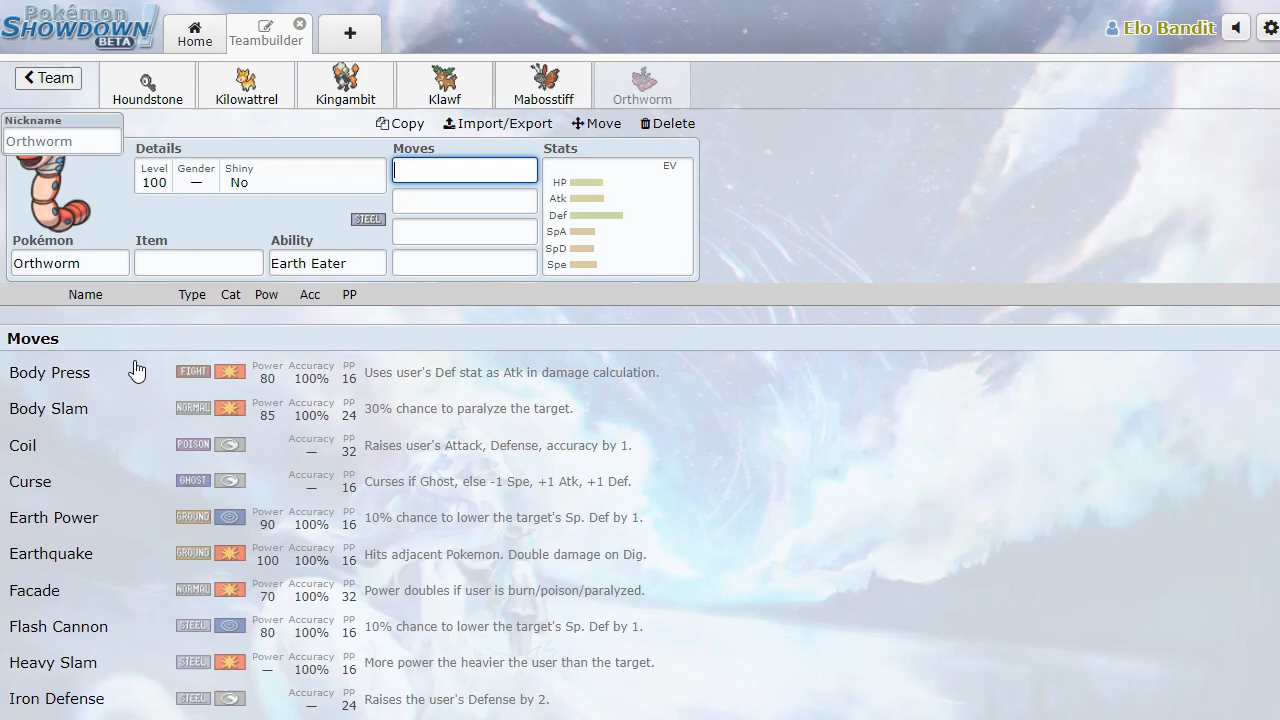 Pokémon
SHOWDOWN!
BETA
Home
Teambuilder
+
Elo Bandit
Team
Houndstone
Kilowattrel
Kingambit
Klawf
Mabosstiff
Orthworm
Nickname
Orthworm
Copy
Import/Export
Move
Delete
Details
Moves
Stats
Level
Gender
Shiny
EV
100
—
No
HP
Atk
Def
SpA
SpD
Spe
STEEL
Pokémon
Item
Ability
Orthworm
Earth Eater
Name Type Cat Pow Acc PP
Moves
Body Press FIGHT Power 80 Accuracy 100% PP 16 Uses user's Def stat as Atk in damage calculation.
Body Slam NORMAL Power 85 Accuracy 100% PP 24 30% chance to paralyze the target.
Coil POISON Accuracy — PP 32 Raises user's Attack, Defense, accuracy by 1.
Curse GHOST Accuracy — PP 16 Curses if Ghost, else -1 Spe, +1 Atk, +1 Def.
Earth Power GROUND Power 90 Accuracy 100% PP 16 10% chance to lower the target's Sp. Def by 1.
Earthquake GROUND Power 100 Accuracy 100% PP 16 Hits adjacent Pokemon. Double damage on Dig.
Facade NORMAL Power 70 Accuracy 100% PP 32 Power doubles if user is burn/poison/paralyzed.
Flash Cannon STEEL Power 80 Accuracy 100% PP 16 10% chance to lower the target's Sp. Def by 1.
Heavy Slam STEEL Power — Accuracy 100% PP 16 More power the heavier the user than the target.
Iron Defense STEEL Accuracy — PP 24 Raises the user's Defense by 2.